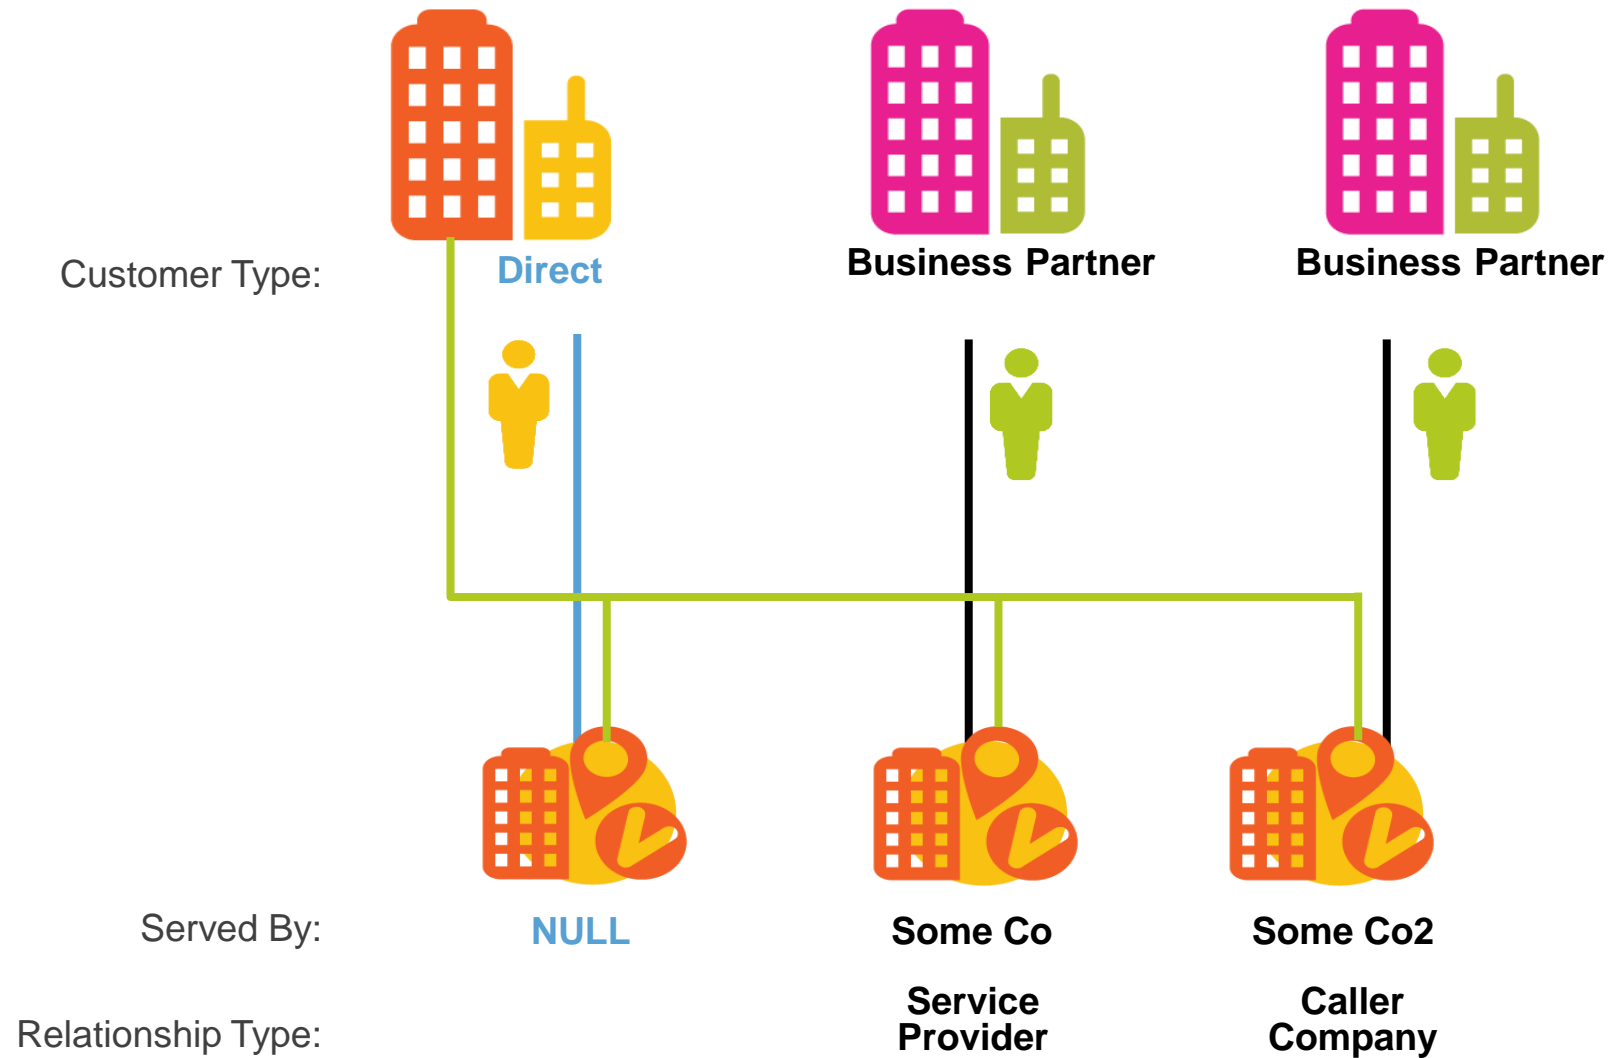 Customer Type:
Direct
Business Partner
Business Partner
Served By:
NULL
Some Co
Some Co2
Relationship Type:
Service
Provider
Caller
Company